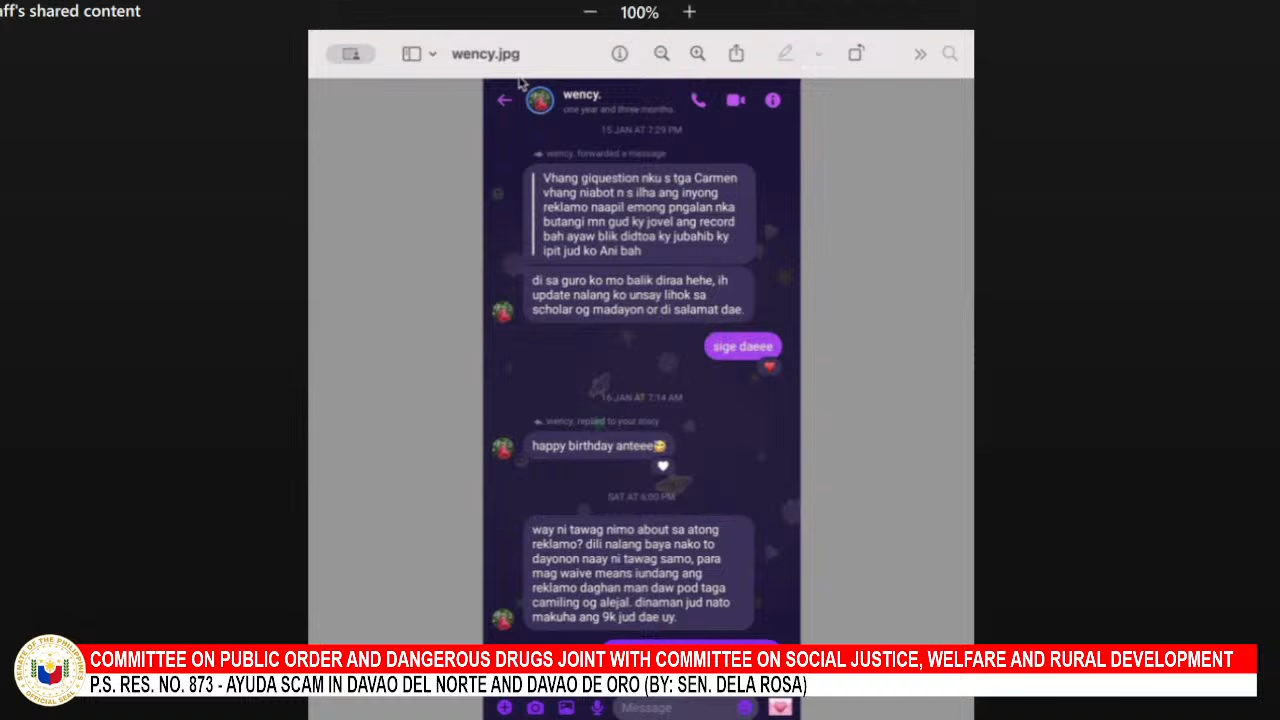 ff's shared content
100%
wency.jpg
wency.
one year and three months.
15 JAN AT 7:29 PM
wency. forwarded a message
Vhang giquestion nku s tga Carmen
vhang niabot n s ilha ang inyong
reklamo naapil emong pngalan nka
butangi mn gud ky jovel ang record
bah ayaw blik didtoa ky jubahib ky
ipit jud ko Ani bah
di sa guro ko mo balik diraa hehe, ih
update nalang ko unsay lihok sa
scholar og madayon or di salamat dae.
sige daeee
16 JAN AT 7:14 AM
wency. replied to your story
happy birthday anteee
SAT AT 6:00 PM
way ni tawag nimo about sa atong
reklamo? dili nalang baya nako to
dayonon naay ni tawag samo, para
mag waive means iundang ang
reklamo daghan man daw pod taga
camiling og alejal. dinaman jud nato
makuha ang 9k jud dae uy.
Message
COMMITTEE ON PUBLIC ORDER AND DANGEROUS DRUGS JOINT WITH COMMITTEE ON SOCIAL JUSTICE, WELFARE AND RURAL DEVELOPMENT
P.S. RES. NO. 873 - AYUDA SCAM IN DAVAO DEL NORTE AND DAVAO DE ORO (BY: SEN. DELA ROSA)